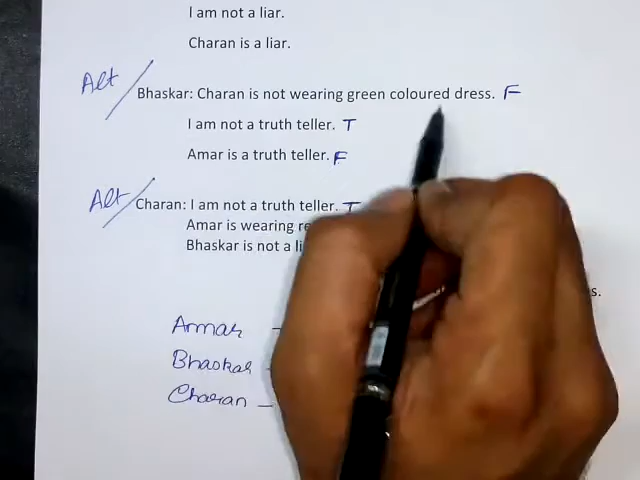 I am not a liar.
Charan is a liar.
Alt
Bhaskar: Charan is not wearing green coloured dress. F
I am not a truth teller. T
Amar is a truth teller. F
Alt
Charan: I am not a truth teller. T
Amar is wearing
Bhaskar is not a
s.
Amar -
Bhaskar -
Charan -